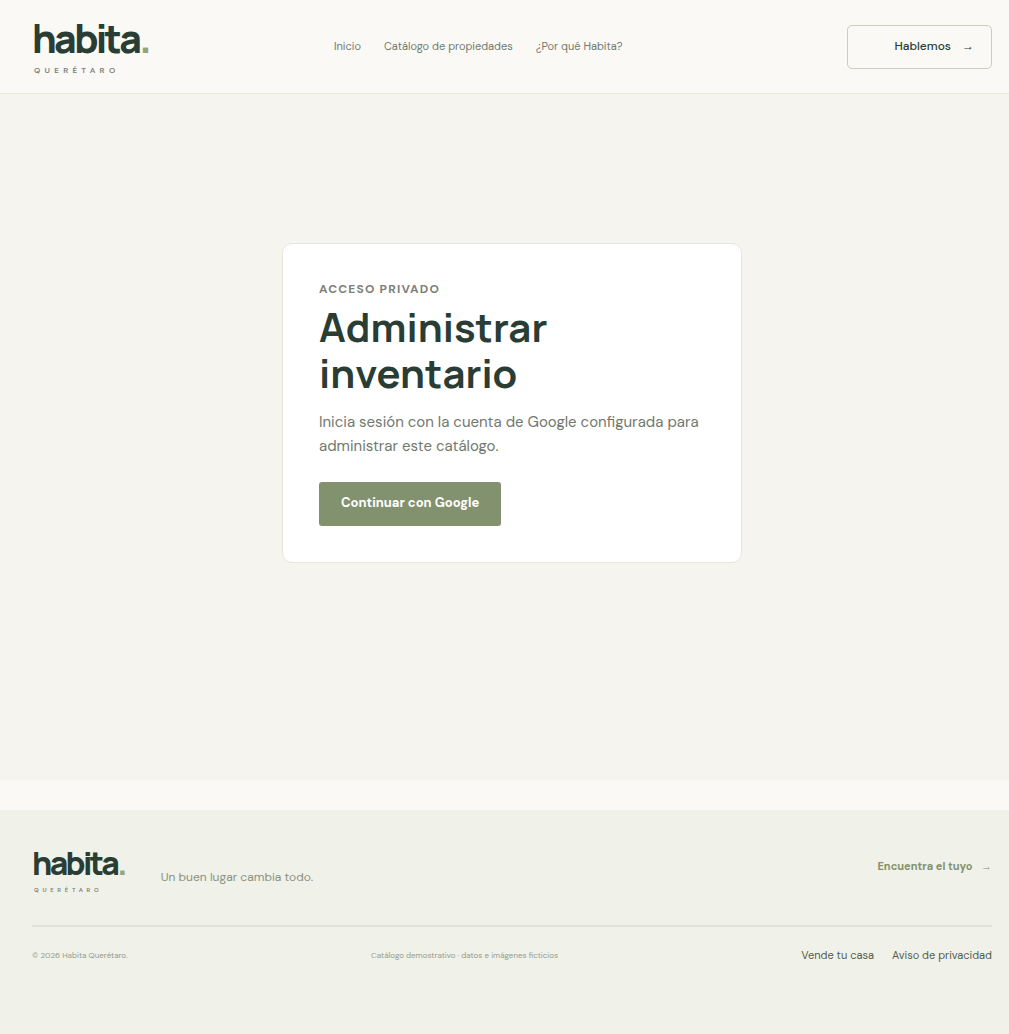 habita.
QUERÉTARO
Inicio
Catálogo de propiedades
¿Por qué Habita?
Hablemos →
ACCESO PRIVADO
Administrar
inventario
Inicia sesión con la cuenta de Google configurada para
administrar este catálogo.
Continuar con Google
habita.
QUERÉTARO
Un buen lugar cambia todo.
Encuentra el tuyo →
© 2026 Habita Querétaro.
Catálogo demostrativo · datos e imágenes ficticios
Vende tu casa
Aviso de privacidad